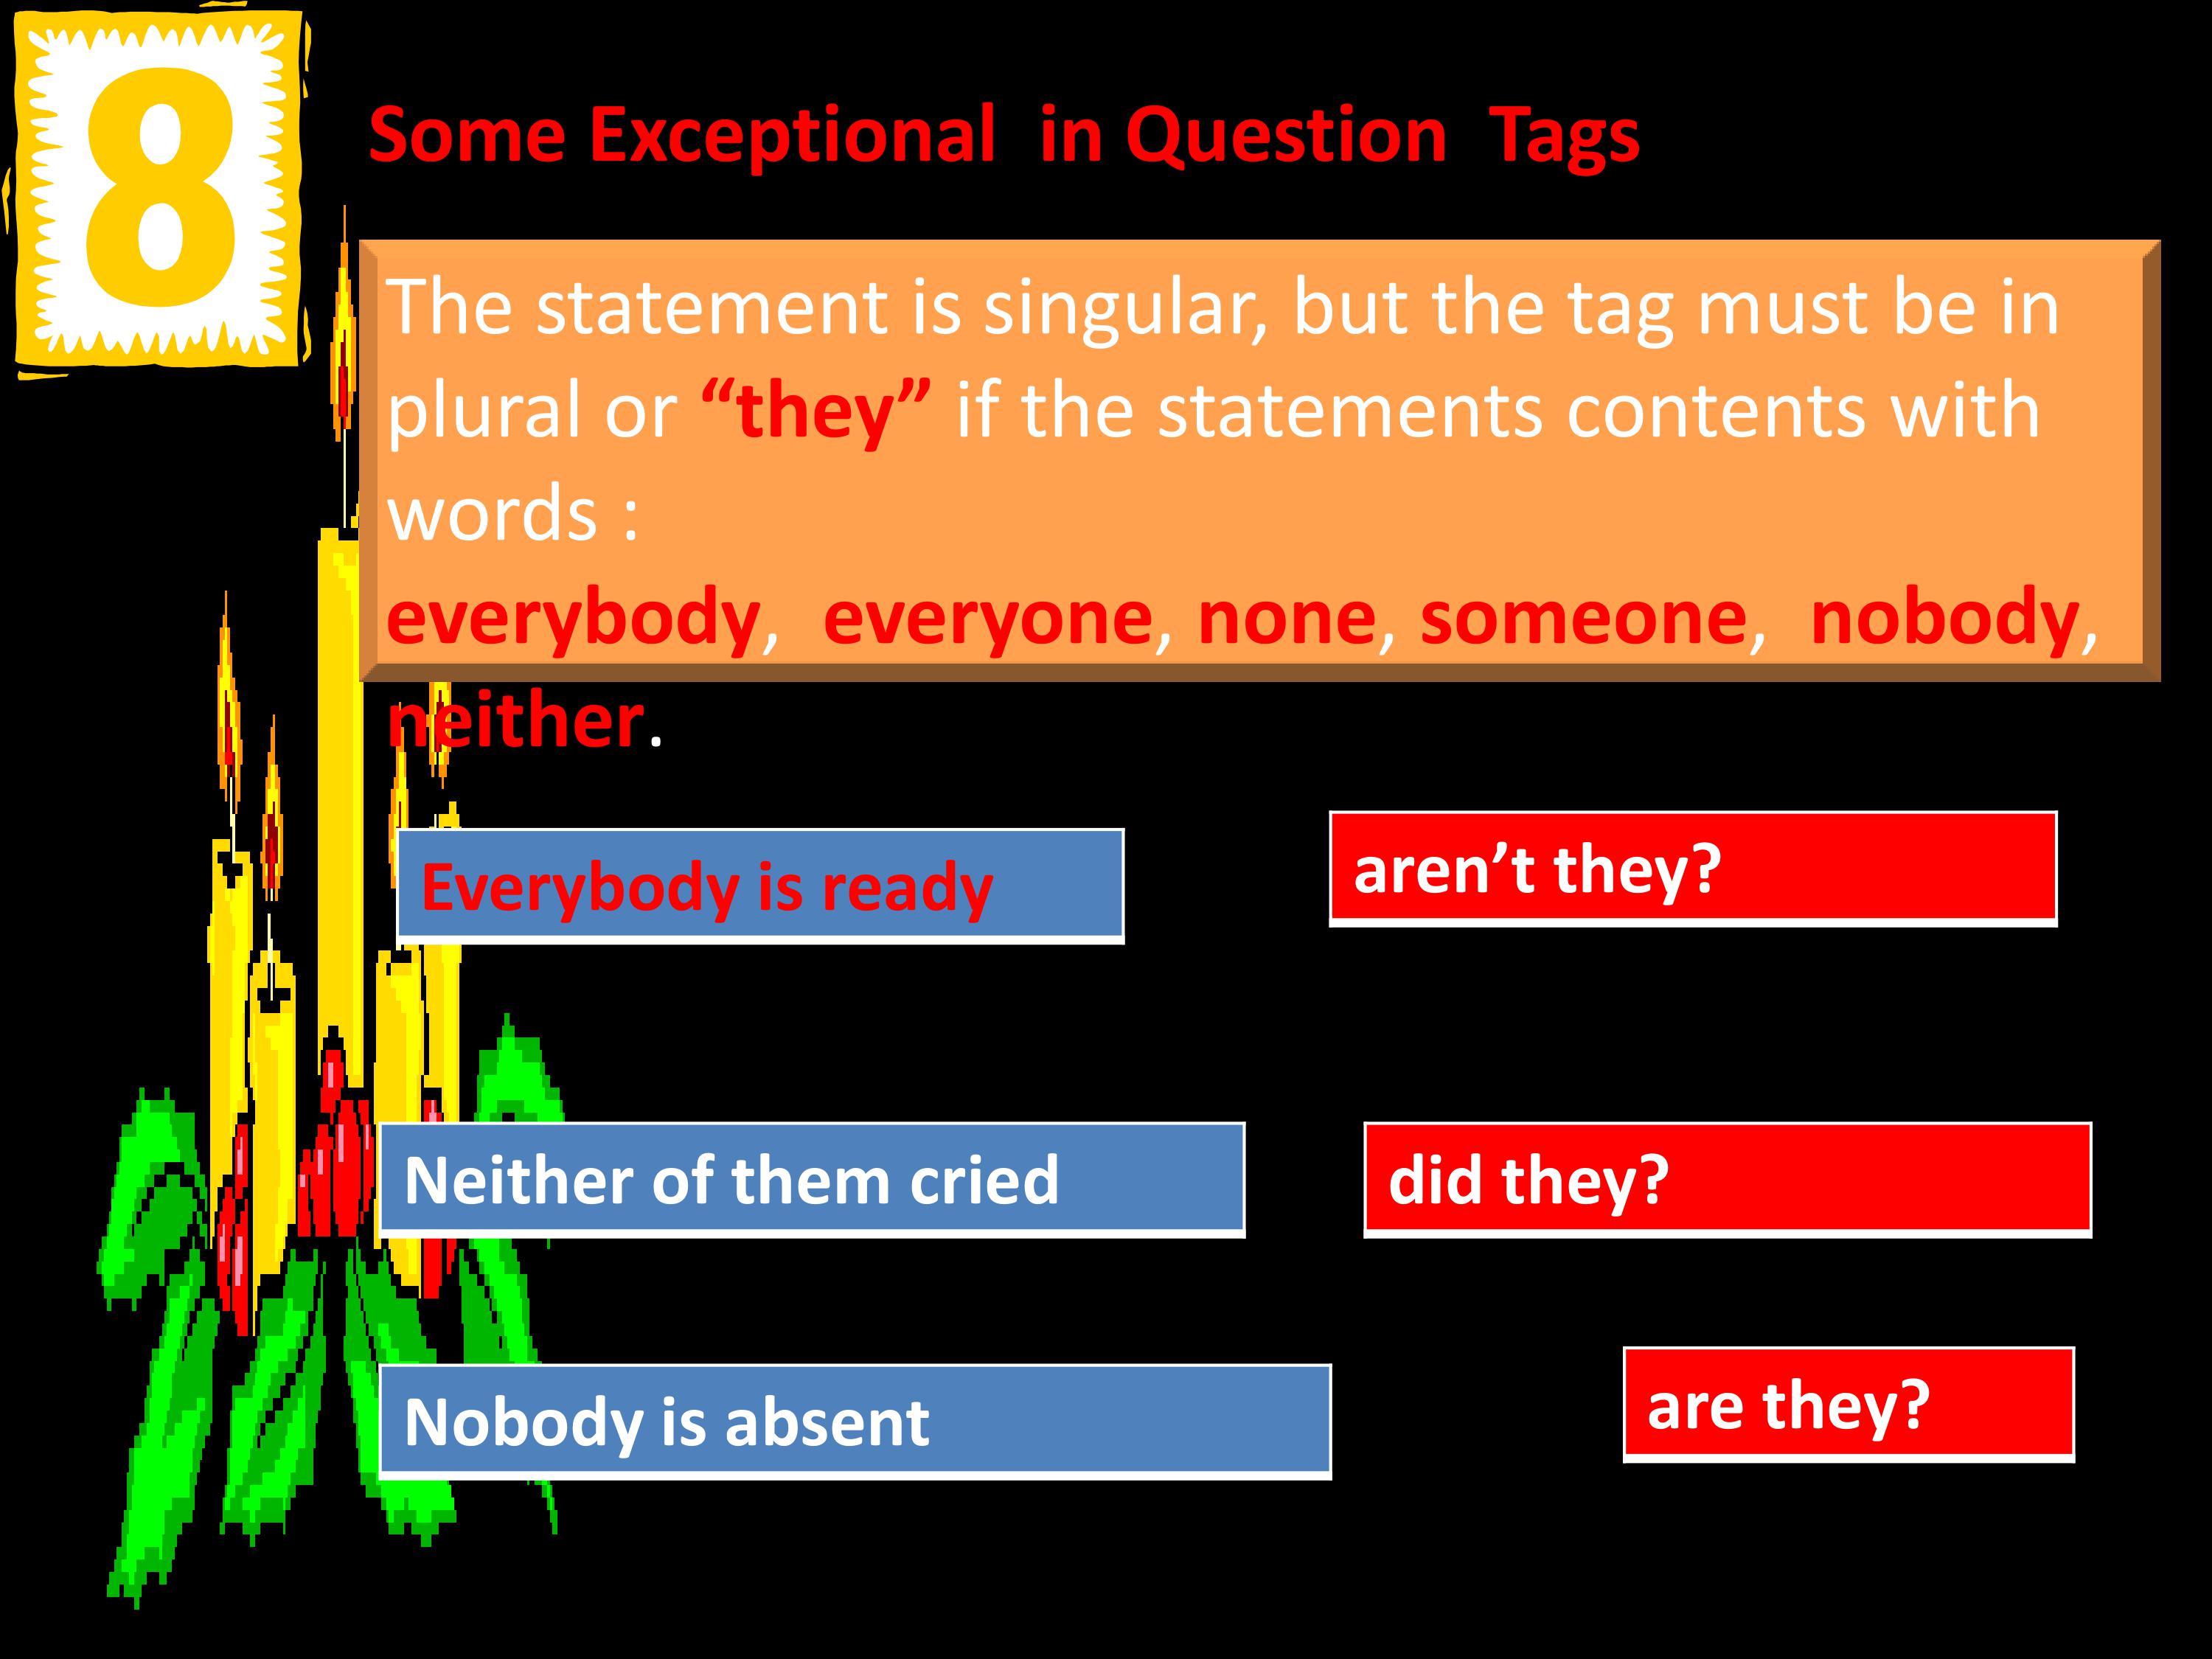 8
Some Exceptional in Question Tags
The statement is singular, but the tag must be in
plural or “they” if the statements contents with
words :
everybody, everyone, none, someone, nobody,
neither.
Everybody is ready
aren’t they?
Neither of them cried
did they?
Nobody is absent
are they?